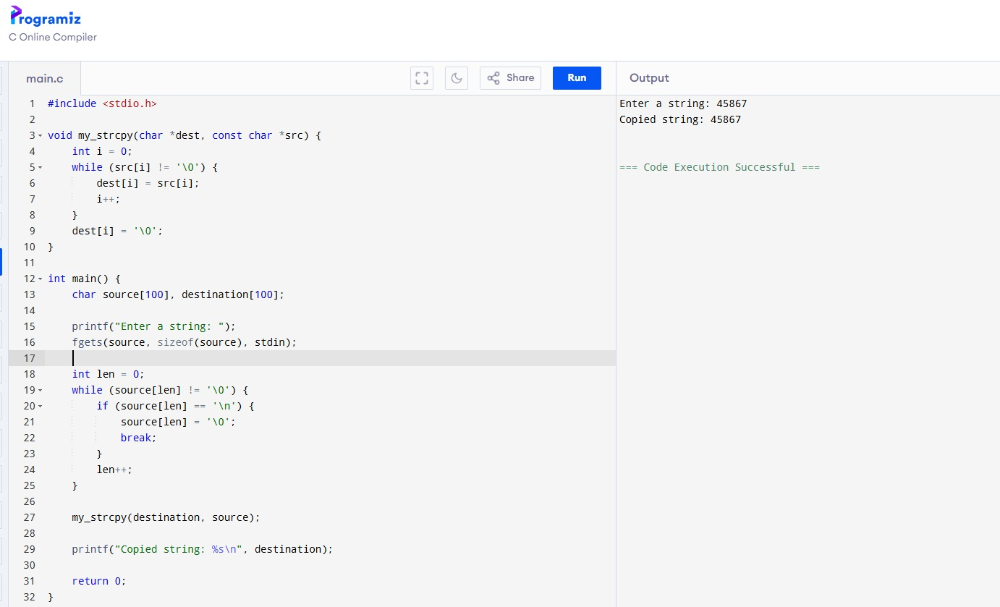 Programiz
C Online Compiler
main.c
Share
Run
Output
1 #include <stdio.h>
2
3 void my_strcpy(char *dest, const char *src) {
4     int i = 0;
5     while (src[i] != '\0') {
6         dest[i] = src[i];
7         i++;
8     }
9     dest[i] = '\0';
10 }
11
12 int main() {
13     char source[100], destination[100];
14
15     printf("Enter a string: ");
16     fgets(source, sizeof(source), stdin);
17
18     int len = 0;
19     while (source[len] != '\0') {
20         if (source[len] == '\n') {
21             source[len] = '\0';
22             break;
23         }
24         len++;
25     }
26
27     my_strcpy(destination, source);
28
29     printf("Copied string: %s\n", destination);
30
31     return 0;
32 }
Enter a string: 45867
Copied string: 45867
=== Code Execution Successful ===